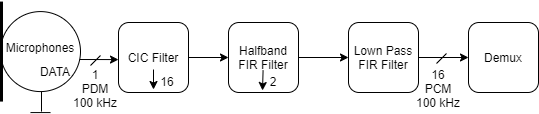 Microphones
DATA
1
PDM
100 kHz
CIC Filter
16
Halfband
FIR Filter
2
Lown Pass
FIR Filter
16
PCM
100 kHz
Demux